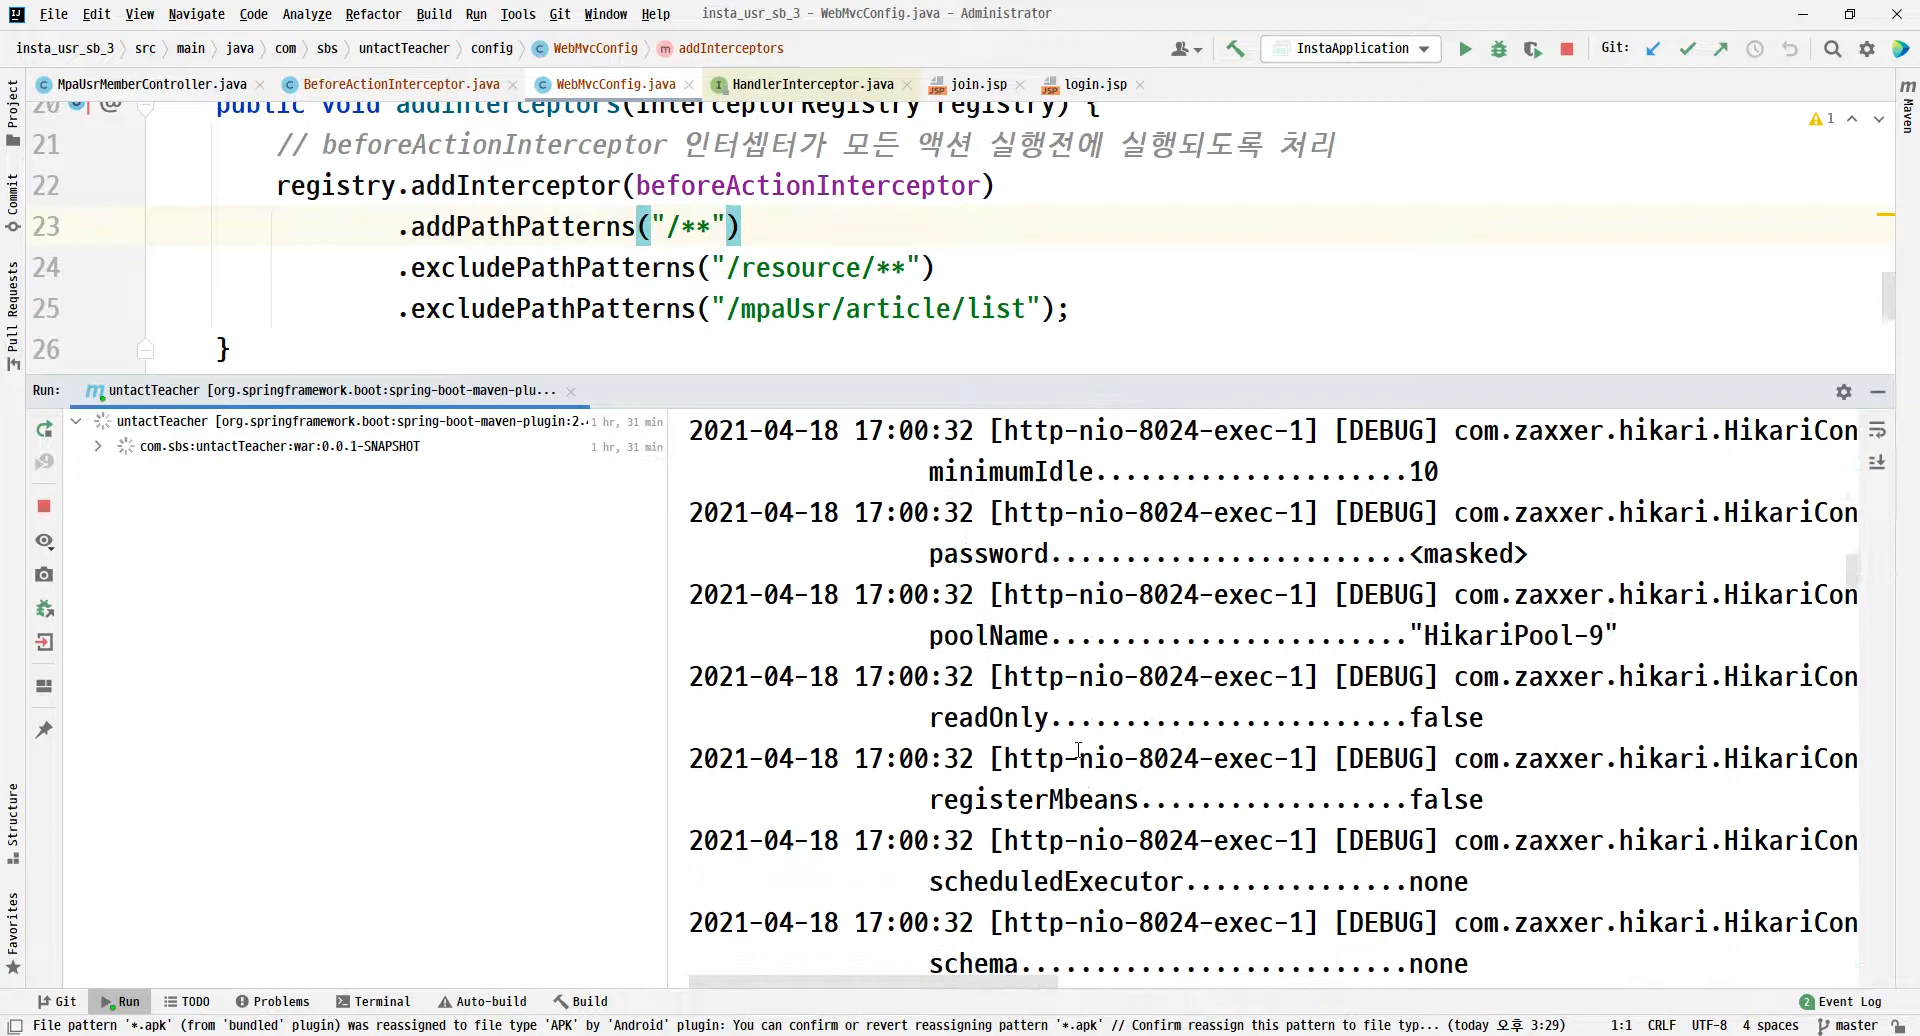 File Edit View Navigate Code Analyze Refactor Build Run Tools Git Window Help insta_usr_sb_3 - WebMvcConfig.java - Administrator
insta_usr_sb_3 src main java com sbs untactTeacher config WebMvcConfig addInterceptors InstaApplication Git:
MpaUsrMemberController.java BeforeActionInterceptor.java WebMvcConfig.java HandlerInterceptor.java join.jsp login.jsp
Project
Commit
Pull Requests
Structure
Favorites
Maven
1
20 public void addInterceptors(InterceptorRegistry registry) {
21 // beforeActionInterceptor 인터셉터가 모든 액션 실행전에 실행되도록 처리
22 registry.addInterceptor(beforeActionInterceptor)
23 .addPathPatterns("/**")
24 .excludePathPatterns("/resource/**")
25 .excludePathPatterns("/mpaUsr/article/list");
26 }
Run: untactTeacher [org.springframework.boot:spring-boot-maven-plu...
untactTeacher [org.springframework.boot:spring-boot-maven-plugin:2. 1 hr, 31 min
com.sbs:untactTeacher:war:0.0.1-SNAPSHOT 1 hr, 31 min
2021-04-18 17:00:32 [http-nio-8024-exec-1] [DEBUG] com.zaxxer.hikari.HikariCon
minimumIdle.....................10
2021-04-18 17:00:32 [http-nio-8024-exec-1] [DEBUG] com.zaxxer.hikari.HikariCon
password........................<masked>
2021-04-18 17:00:32 [http-nio-8024-exec-1] [DEBUG] com.zaxxer.hikari.HikariCon
poolName........................"HikariPool-9"
2021-04-18 17:00:32 [http-nio-8024-exec-1] [DEBUG] com.zaxxer.hikari.HikariCon
readOnly........................false
2021-04-18 17:00:32 [http-nio-8024-exec-1] [DEBUG] com.zaxxer.hikari.HikariCon
registerMbeans..................false
2021-04-18 17:00:32 [http-nio-8024-exec-1] [DEBUG] com.zaxxer.hikari.HikariCon
scheduledExecutor...............none
2021-04-18 17:00:32 [http-nio-8024-exec-1] [DEBUG] com.zaxxer.hikari.HikariCon
schema..........................none
Git Run TODO Problems Terminal Auto-build Build 2 Event Log
File pattern '*.apk' (from 'bundled' plugin) was reassigned to file type 'APK' by 'Android' plugin: You can confirm or revert reassigning pattern '*.apk' // Confirm reassign this pattern to file typ... (today 오후 3:29) 1:1 CRLF UTF-8 4 spaces master